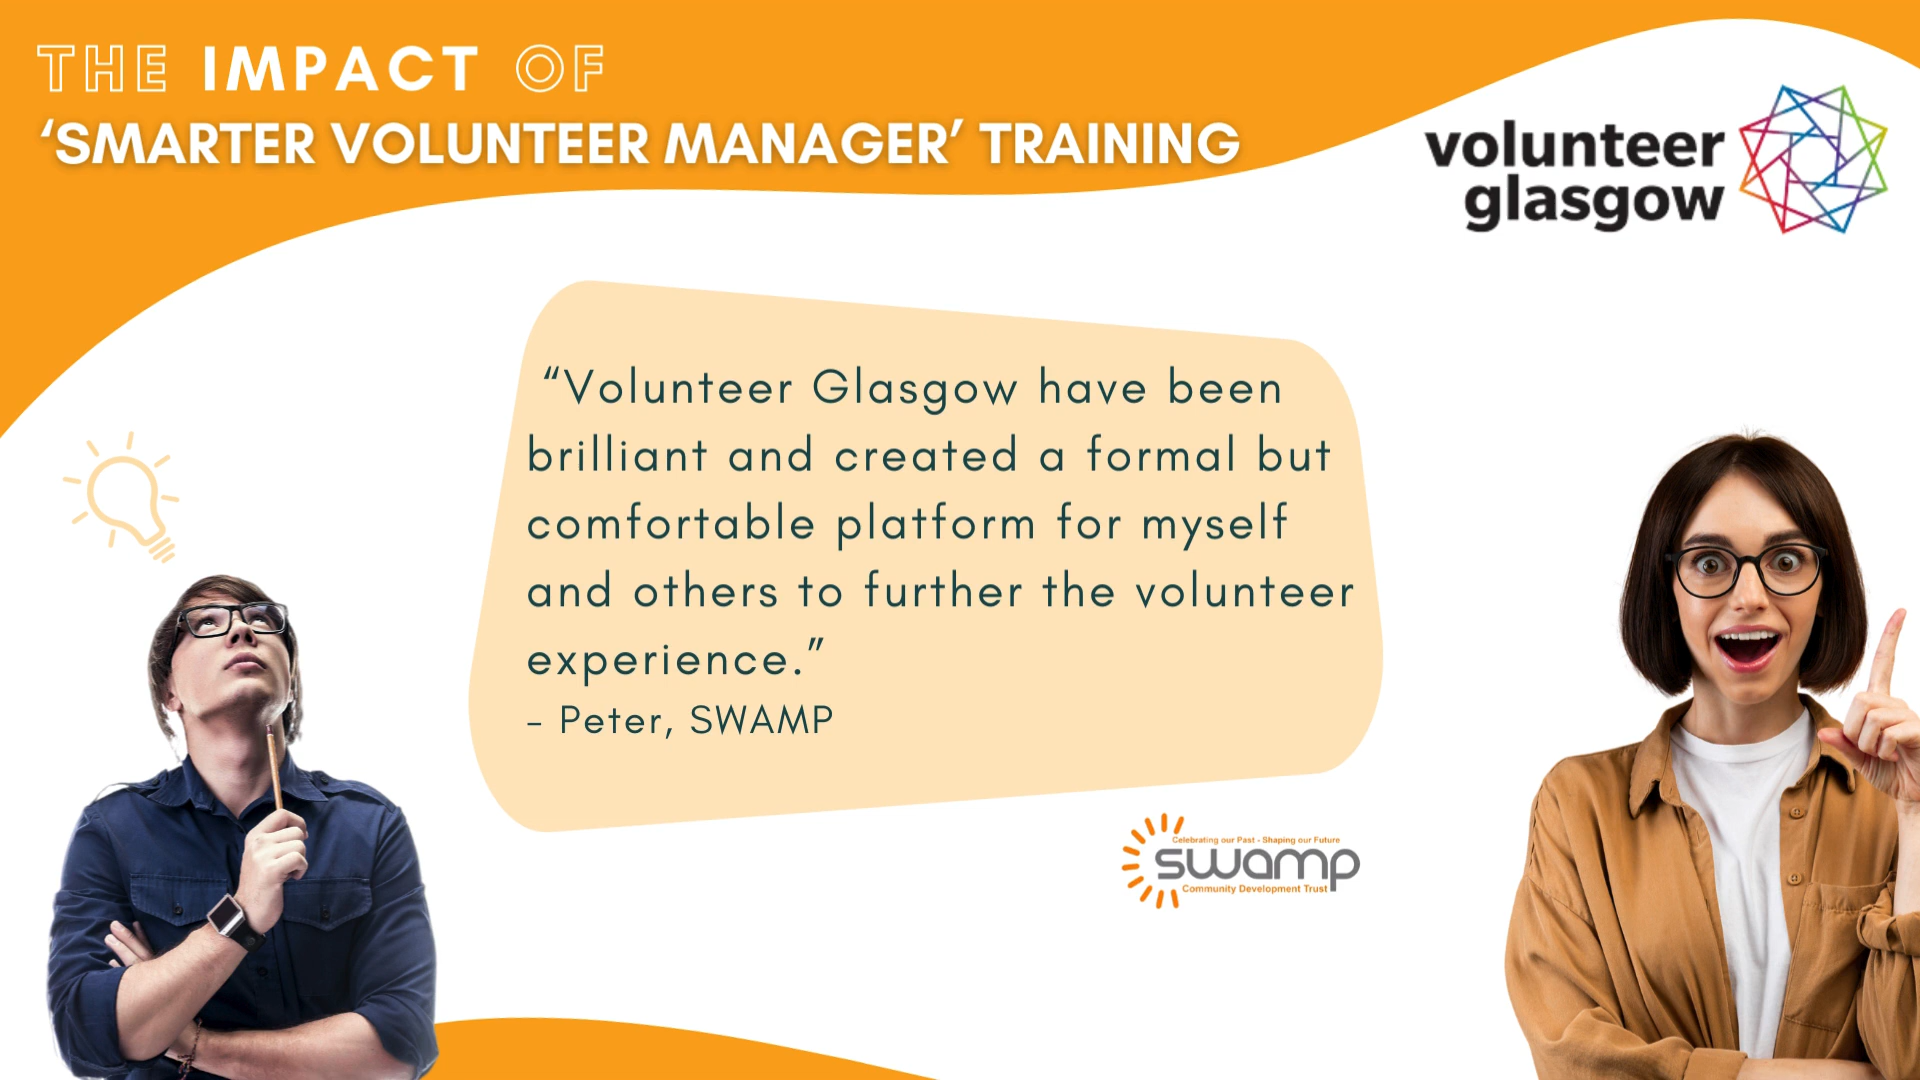 THE IMPACT OF
‘SMARTER VOLUNTEER MANAGER’ TRAINING
volunteer
glasgow
“Volunteer Glasgow have been
brilliant and created a formal but
comfortable platform for myself
and others to further the volunteer
experience.”
- Peter, SWAMP
Celebrating our Past - Shaping our Future
swamp
Community Development Trust